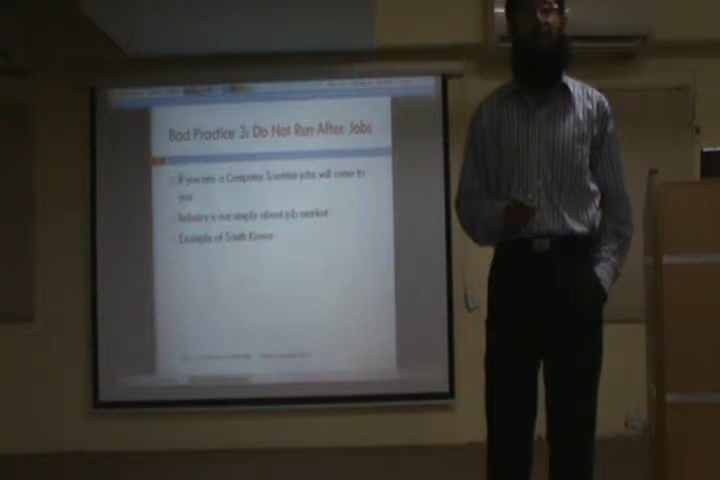 Bad Practice 3: Do Not Run After Jobs
If you are a Computer Scientist jobs will come to
you
Industry is not simply about job market
Example of South Korea